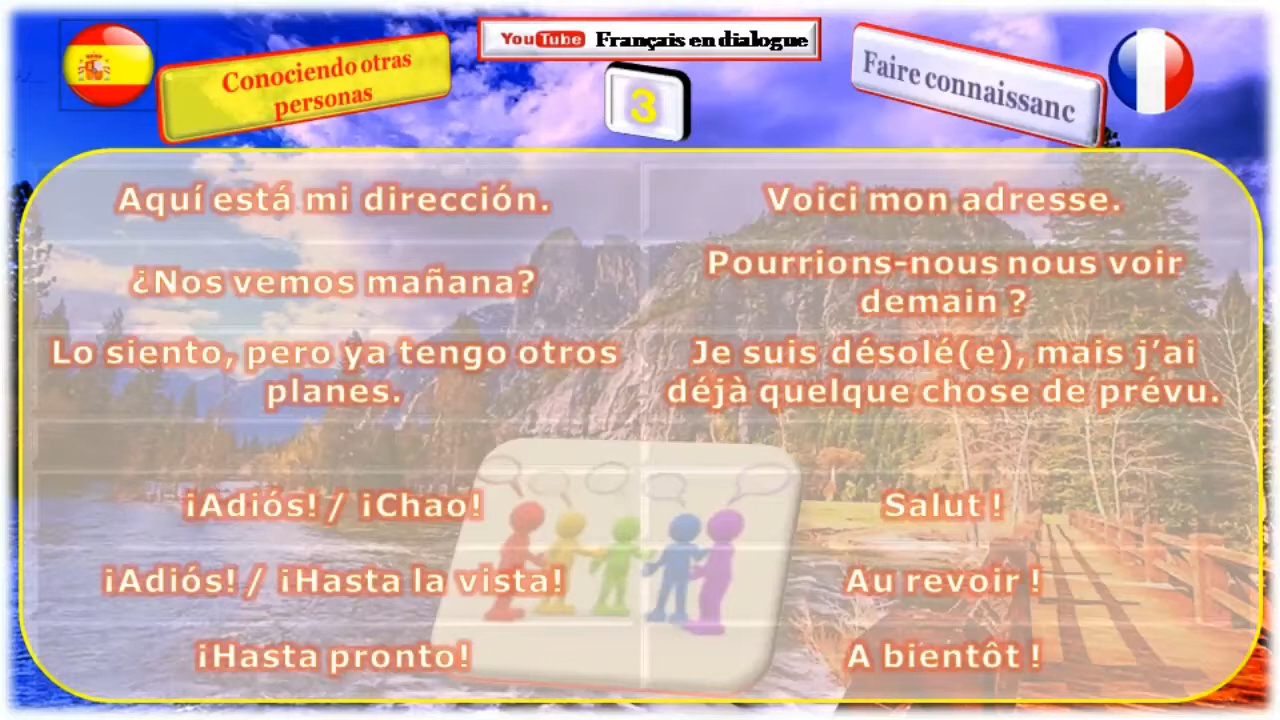 YouTube Français en dialogue
Conociendo otras
personas
3
Faire connaissanc
Aquí está mi dirección.
Voici mon adresse.
¿Nos vemos mañana?
Pourrions-nous nous voir
demain ?
Lo siento, pero ya tengo otros
planes.
Je suis désolé(e), mais j’ai
déjà quelque chose de prévu.
¡Adiós! / ¡Chao!
Salut !
¡Adiós! / ¡Hasta la vista!
Au revoir !
¡Hasta pronto!
A bientôt !